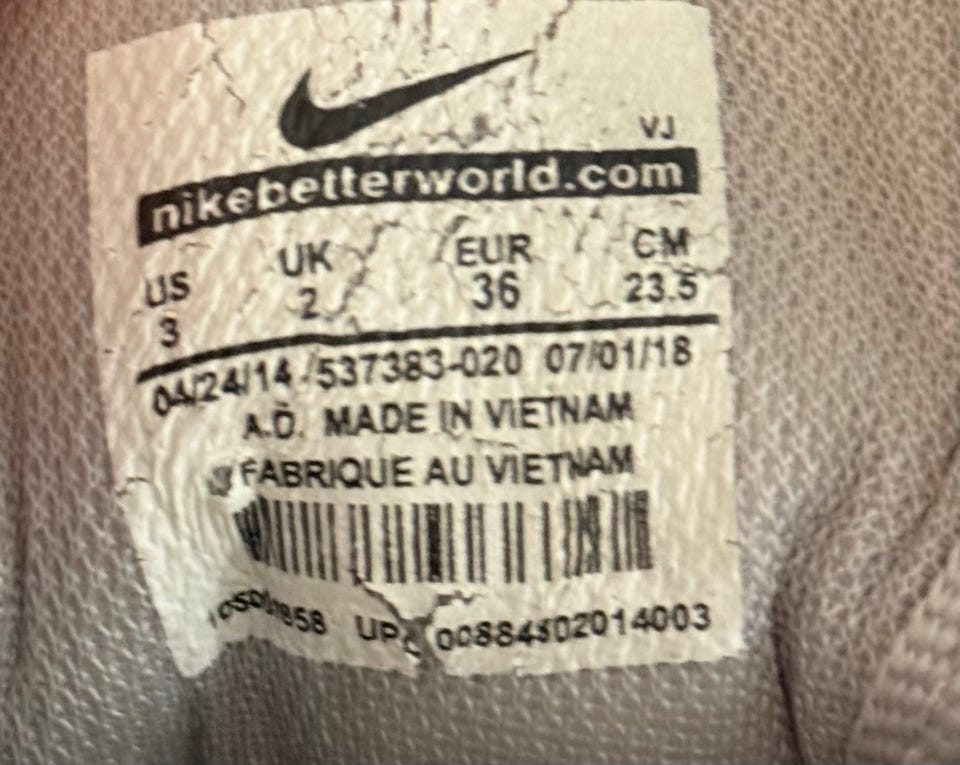 VJ
nikebetterworld.com
US UK EUR CM
3 2 36 23.5
04/24/14 537383-020 07/01/18
A.D. MADE IN VIETNAM
FABRIQUE AU VIETNAM
UPC